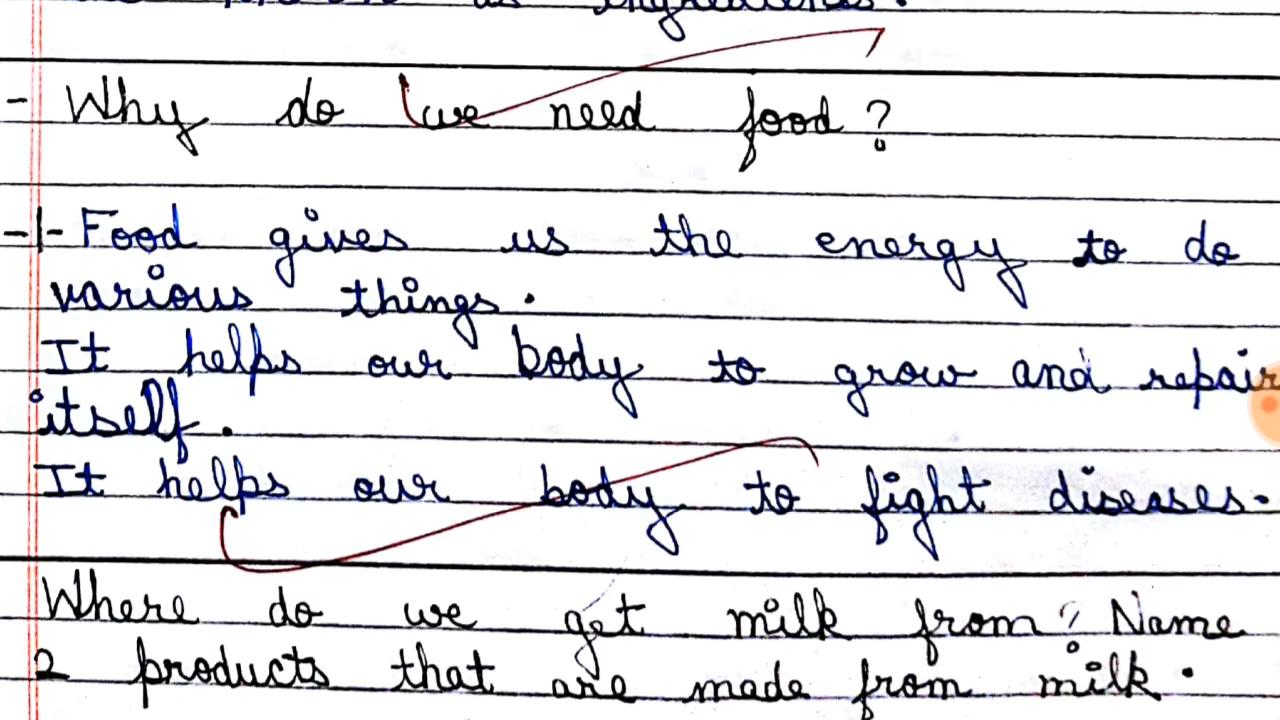 as ingredients.
- Why do we need food?
-1- Food gives us the energy to do
various things.
It helps our body to grow and repair
itself.
It helps our body to fight diseases.
Where do we get milk from? Name
2 products that are made from milk.